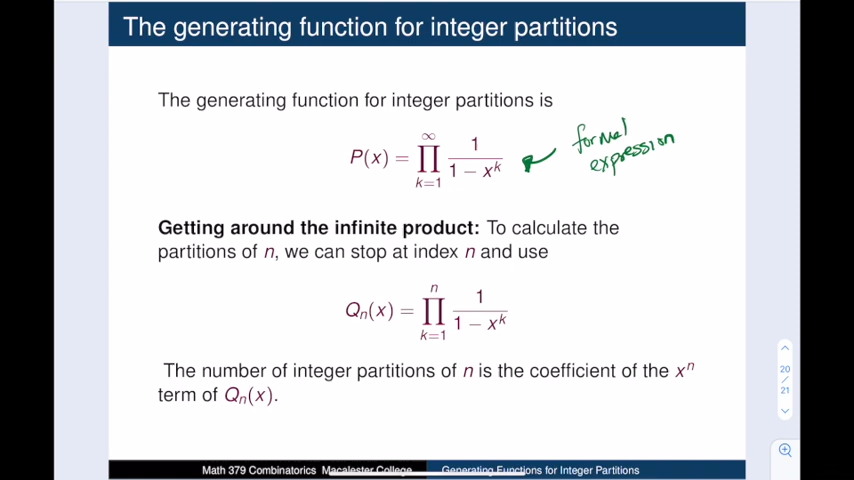 The generating function for integer partitions
The generating function for integer partitions is
P(x) = ∏_{k=1}^{∞} 1/(1 − x^k)
formal
expression
Getting around the infinite product: To calculate the
partitions of n, we can stop at index n and use
Q_n(x) = ∏_{k=1}^{n} 1/(1 − x^k)
The number of integer partitions of n is the coefficient of the x^n
term of Q_n(x).
20
/
21
Math 379 Combinatorics Macalester College Generating Functions for Integer Partitions